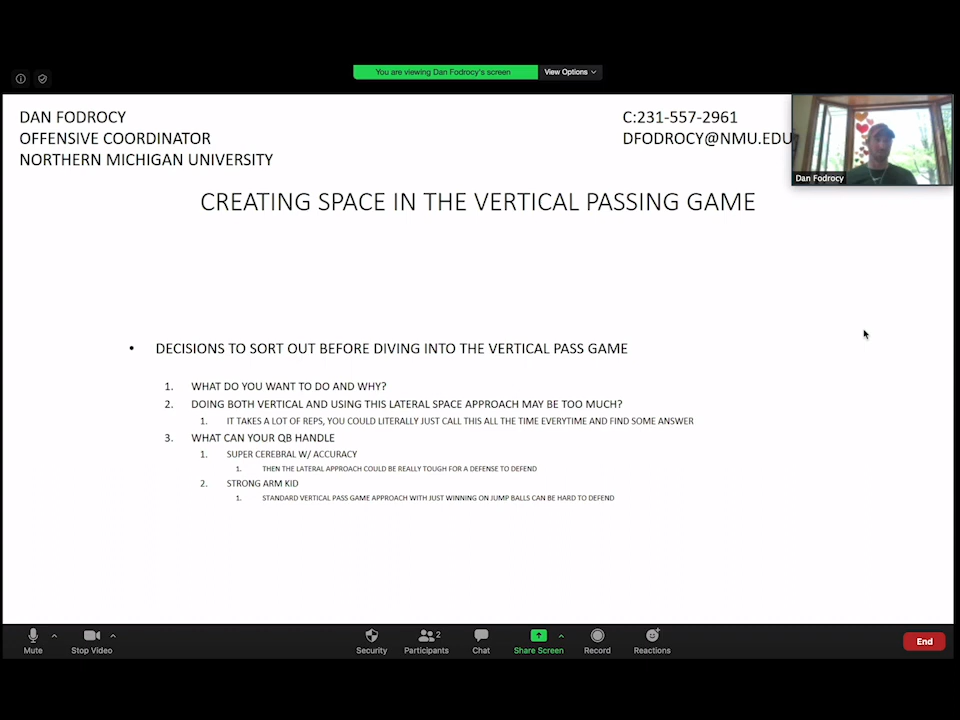 You are viewing Dan Fodrocy's screen
View Options
DAN FODROCY
OFFENSIVE COORDINATOR
NORTHERN MICHIGAN UNIVERSITY
C:231-557-2961
DFODROCY@NMU.EDU
Dan Fodrocy
CREATING SPACE IN THE VERTICAL PASSING GAME
• DECISIONS TO SORT OUT BEFORE DIVING INTO THE VERTICAL PASS GAME
1. WHAT DO YOU WANT TO DO AND WHY?
2. DOING BOTH VERTICAL AND USING THIS LATERAL SPACE APPROACH MAY BE TOO MUCH?
1. IT TAKES A LOT OF REPS, YOU COULD LITERALLY JUST CALL THIS ALL THE TIME EVERYTIME AND FIND SOME ANSWER
3. WHAT CAN YOUR QB HANDLE
1. SUPER CEREBRAL W/ ACCURACY
1. THEN THE LATERAL APPROACH COULD BE REALLY TOUGH FOR A DEFENSE TO DEFEND
2. STRONG ARM KID
1. STANDARD VERTICAL PASS GAME APPROACH WITH JUST WINNING ON JUMP BALLS CAN BE HARD TO DEFEND
Mute
Stop Video
Security
Participants
2
Chat
Share Screen
Record
Reactions
End